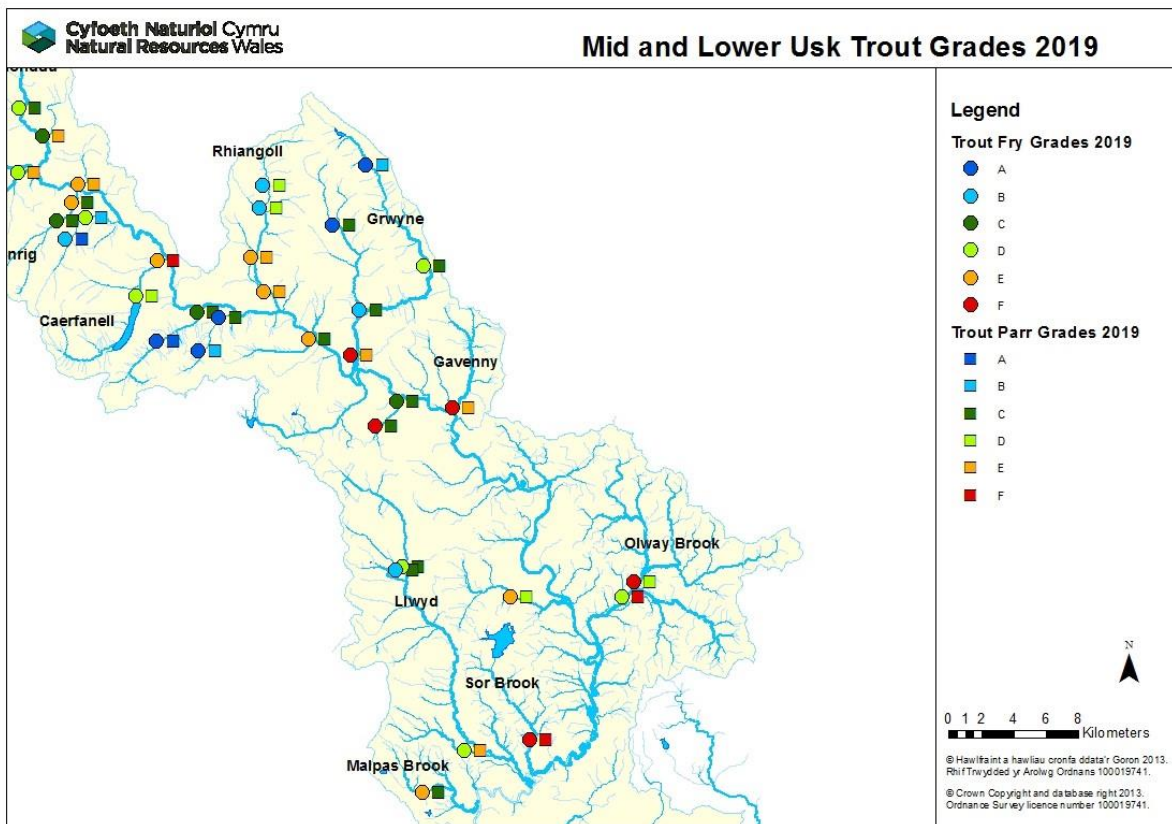 Cyfoeth Naturiol Cymru
Natural Resources Wales
Mid and Lower Usk Trout Grades 2019
Rhiangoll
Grwyne
nrig
Caerfanell
Gavenny
Olway Brook
Llwyd
Sor Brook
Malpas Brook
Legend
Trout Fry Grades 2019
A
B
C
D
E
F
Trout Parr Grades 2019
A
B
C
D
E
F
N
0 1 2 4 6 8
Kilometers
© Hawlfraint a hawliau cronfa ddata'r Goron 2013.
Rhif Trwydded yr Arolwg Ordnans 100019741.
© Crown Copyright and database right 2013.
Ordnance Survey licence number 100019741.